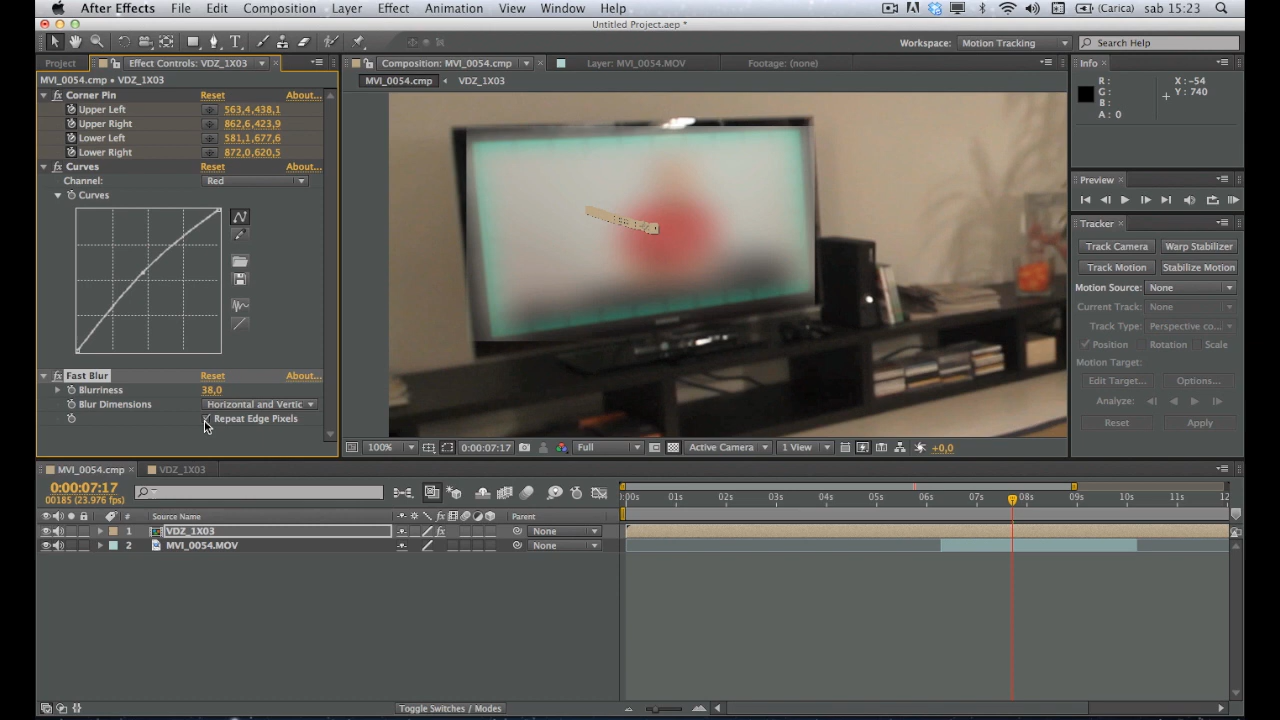 After Effects File Edit Composition Layer Effect Animation View Window Help (Carica) sab 15:23
Untitled Project.aep *
Workspace: Motion Tracking Search Help
Project Effect Controls: VDZ_1X03 Composition: MVI_0054.cmp Layer: MVI_0054.MOV Footage: (none) Info
MVI_0054.cmp • VDZ_1X03 MVI_0054.cmp VDZ_1X03
R: X: -54
G: Y: 740
B:
A: 0
Corner Pin Reset About...
Upper Left 563,4,438,1
Upper Right 862,6,423,9
Lower Left 581,1,677,6
Lower Right 872,0,620,5
Curves Reset About...
Channel: Red
Curves
Fast Blur Reset About...
Blurriness 38,0
Blur Dimensions Horizontal and Vertic
Repeat Edge Pixels
100% 0:00:07:17 Full Active Camera 1 View +0,0
Preview
Tracker
Track Camera Warp Stabilizer
Track Motion Stabilize Motion
Motion Source: None
Current Track: None
Track Type: Perspective co...
Position Rotation Scale
Motion Target:
Edit Target... Options...
Analyze:
Reset Apply
MVI_0054.cmp VDZ_1X03
0:00:07:17
00185 (23.976 fps)
:00s 01s 02s 03s 04s 05s 06s 07s 08s 09s 10s 11s 12
# Source Name Parent
1 VDZ_1X03 None
2 MVI_0054.MOV None
Toggle Switches / Modes